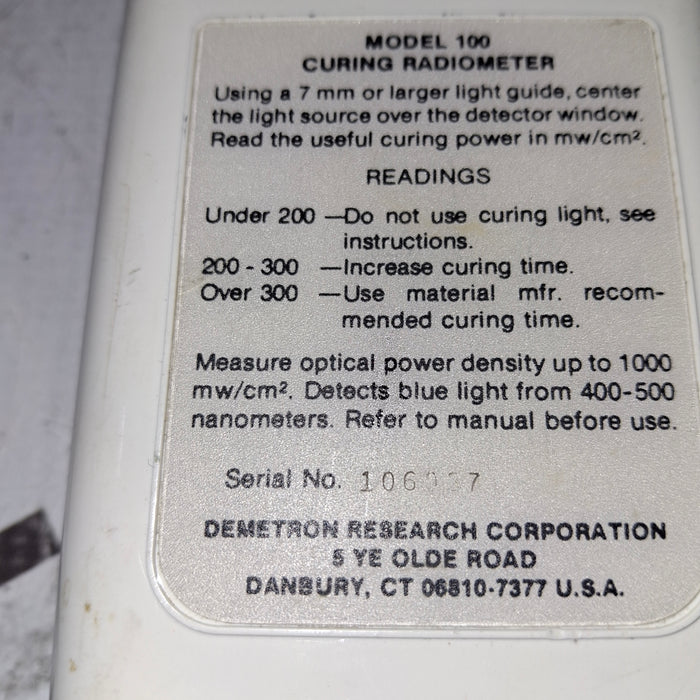 MODEL 100
CURING RADIOMETER
Using a 7 mm or larger light guide, center
the light source over the detector window.
Read the useful curing power in mw/cm².
READINGS
Under 200 —Do not use curing light, see
instructions.
200 - 300 —Increase curing time.
Over 300 —Use material mfr. recom-
mended curing time.
Measure optical power density up to 1000
mw/cm². Detects blue light from 400-500
nanometers. Refer to manual before use.
Serial No.
DEMETRON RESEARCH CORPORATION
5 YE OLDE ROAD
DANBURY, CT 06810-7377 U.S.A.